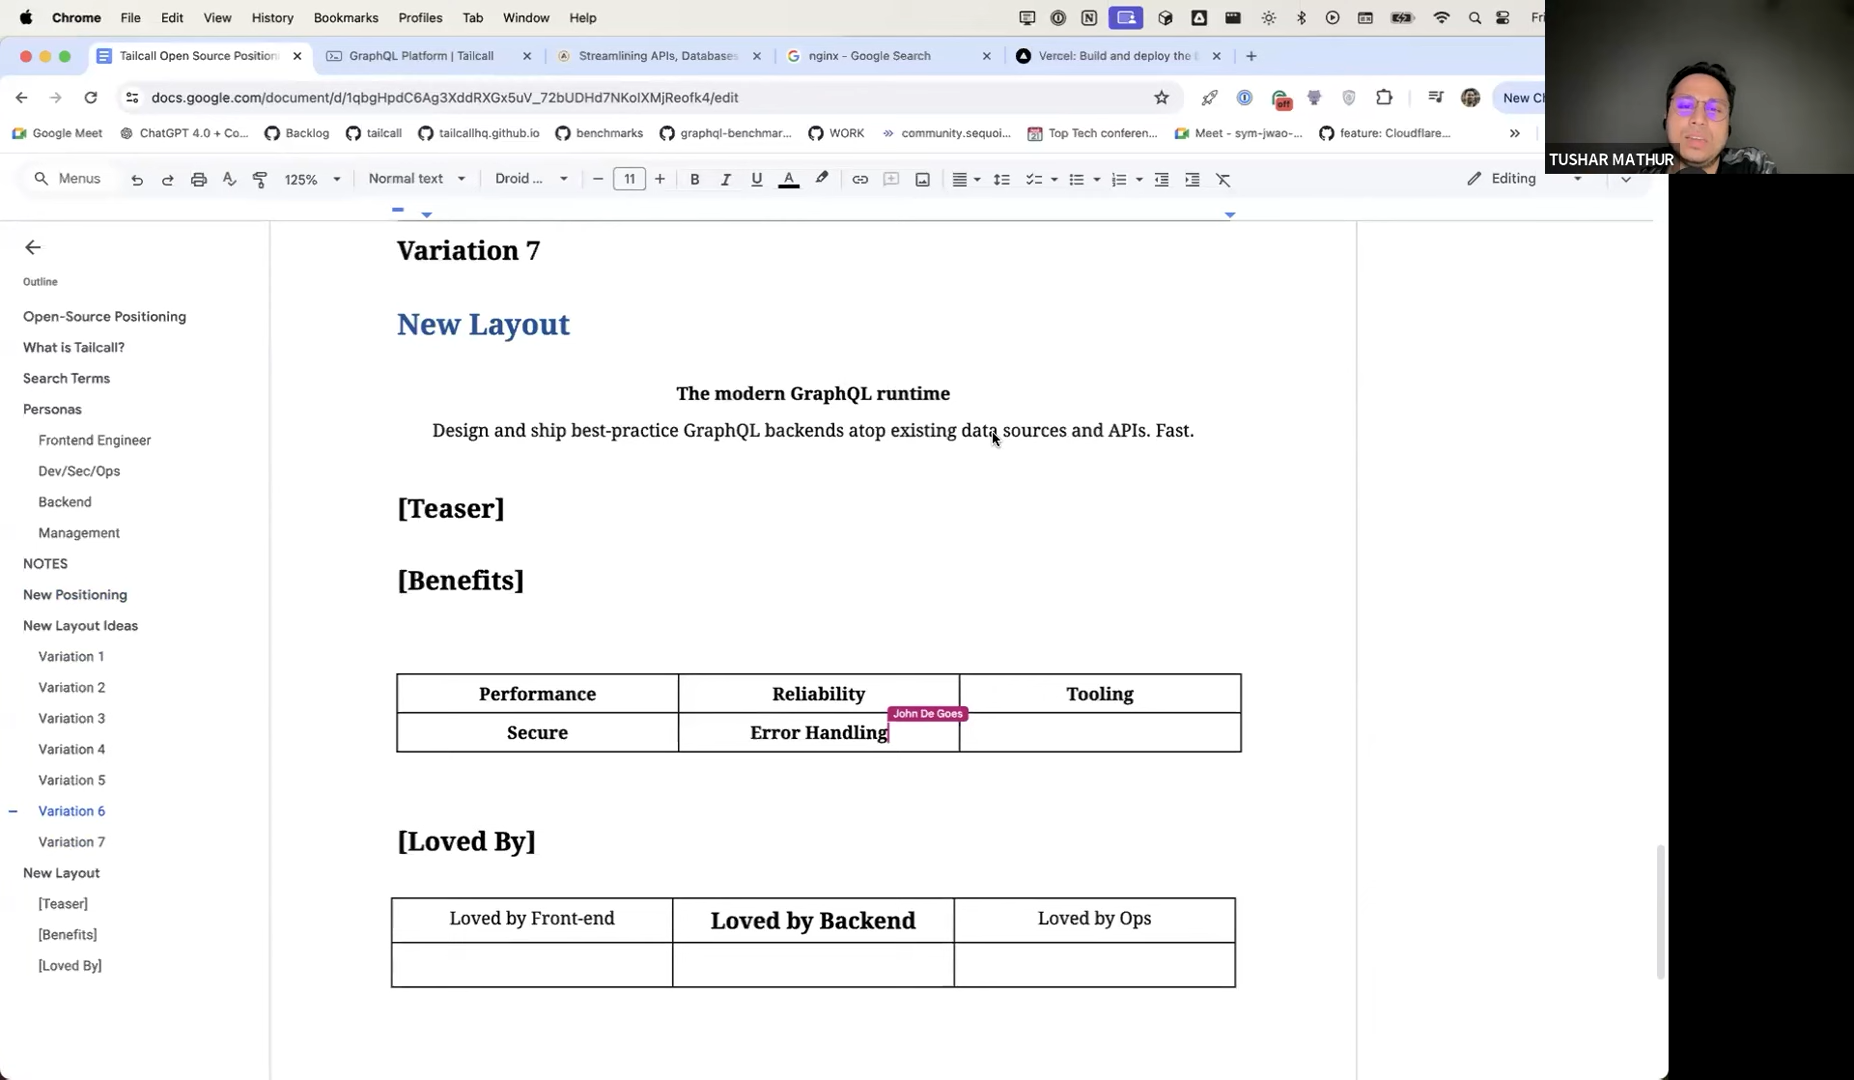 Chrome File Edit View History Bookmarks Profiles Tab Window Help Fri
Tailcall Open Source Position GraphQL Platform | Tailcall Streamlining APIs, Databases nginx - Google Search Vercel: Build and deploy the
docs.google.com/document/d/1qbgHpdC6Ag3XddRXGx5uV_72bUDHd7NKolXMjReofk4/edit off New Ch
Google Meet ChatGPT 4.0 + Co... Backlog tailcall tailcallhq.github.io benchmarks graphql-benchmar... WORK community.sequoi... Top Tech conferen... Meet - sym-jwao-... feature: Cloudflare...
TUSHAR MATHUR
Menus 125% Normal text Droid ... 11 B I U A Editing
Outline
Open-Source Positioning
What is Tailcall?
Search Terms
Personas
Frontend Engineer
Dev/Sec/Ops
Backend
Management
NOTES
New Positioning
New Layout Ideas
Variation 1
Variation 2
Variation 3
Variation 4
Variation 5
Variation 6
Variation 7
New Layout
[Teaser]
[Benefits]
[Loved By]
Variation 7
New Layout
The modern GraphQL runtime
Design and ship best-practice GraphQL backends atop existing data sources and APIs. Fast.
[Teaser]
[Benefits]
Performance Reliability Tooling
John De Goes
Secure Error Handling
[Loved By]
Loved by Front-end Loved by Backend Loved by Ops